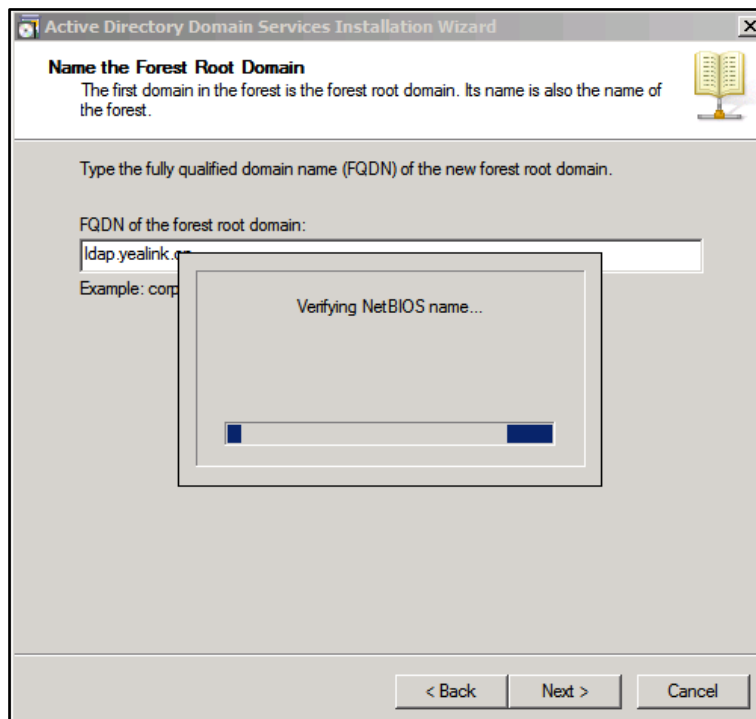 Active Directory Domain Services Installation Wizard
Name the Forest Root Domain
The first domain in the forest is the forest root domain. Its name is also the name of
the forest.
Type the fully qualified domain name (FQDN) of the new forest root domain.
FQDN of the forest root domain:
ldap.yealink.
Example: corp
Verifying NetBIOS name...
< Back
Next >
Cancel